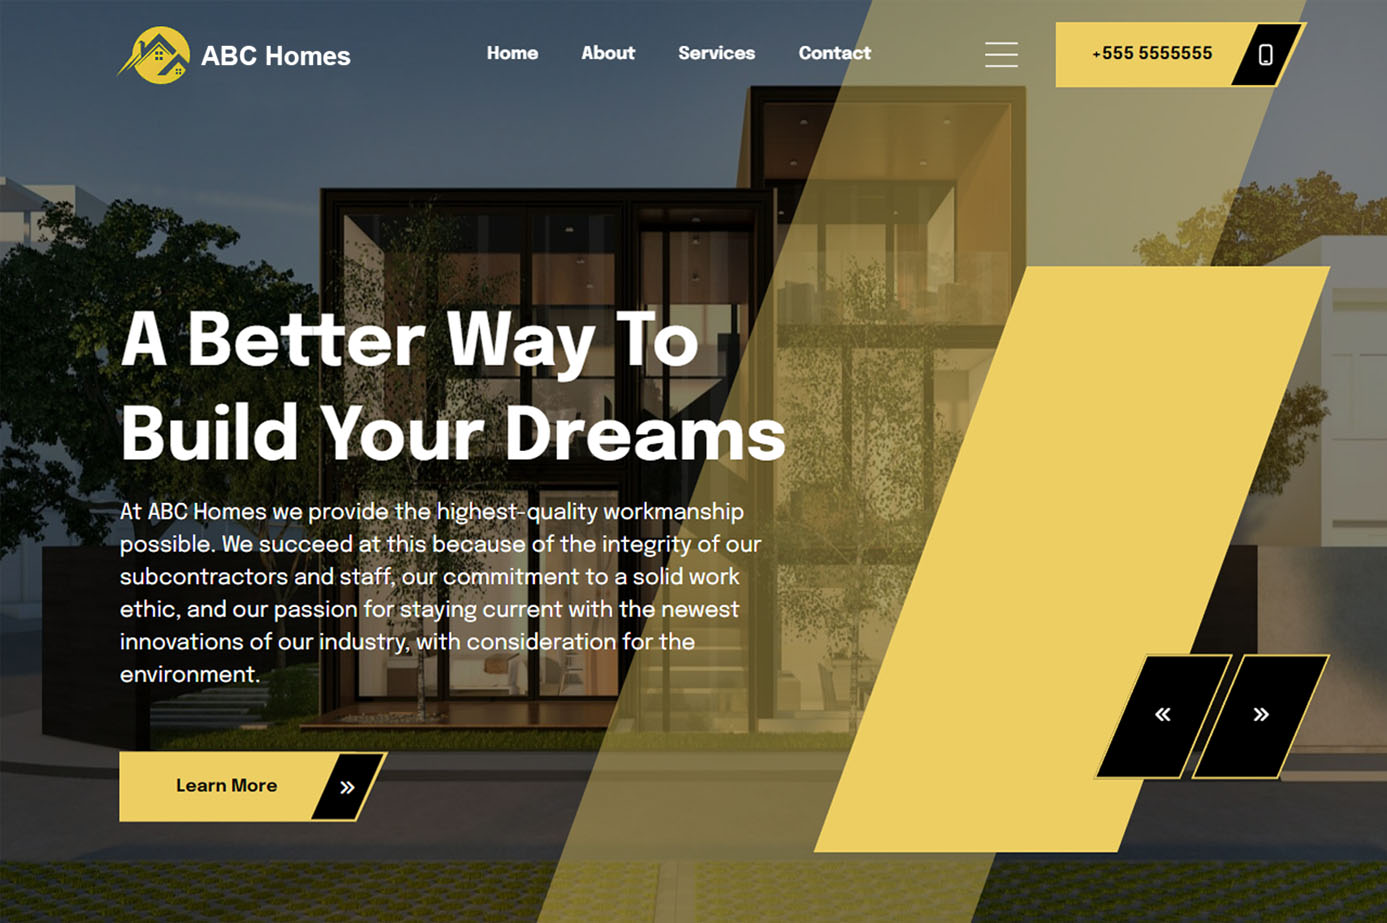 ABC Homes
Home
About
Services
Contact
+555 5555555
A Better Way To
Build Your Dreams
At ABC Homes we provide the highest-quality workmanship
possible. We succeed at this because of the integrity of our
subcontractors and staff, our commitment to a solid work
ethic, and our passion for staying current with the newest
innovations of our industry, with consideration for the
environment.
Learn More